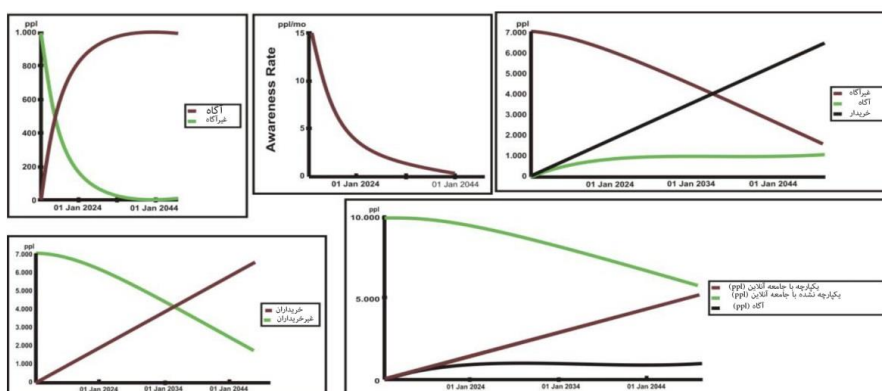 ppl
1.000
800
600
400
200
0
01 Jan 2024
01 Jan 2044
آگاه
غیرآگاه
ppl/mo
Awareness Rate
15
10
5
0
01 Jan 2024
01 Jan 2044
ppl
7.000
6.000
5.000
4.000
3.000
2.000
1.000
0
01 Jan 2024
01 Jan 2034
01 Jan 2044
غیرآگاه
آگاه
خریدار
ppl
7.000
6.000
5.000
4.000
3.000
2.000
1.000
0
01 Jan 2024
01 Jan 2034
01 Jan 2044
خریداران
غیرخریداران
ppl
10.000
5.000
0
01 Jan 2024
01 Jan 2034
01 Jan 2044
یکپارچه با جامعه آنلاین (ppl)
یکپارچه نشده با جامعه آنلاین (ppl)
آگاه (ppl)